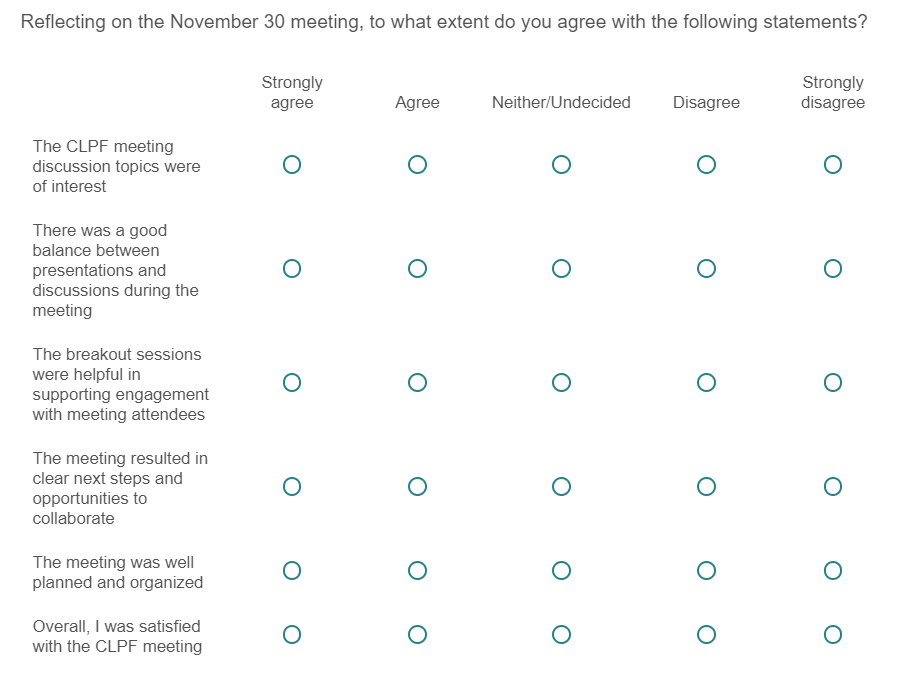 Reflecting on the November 30 meeting, to what extent do you agree with the following statements?
Strongly
agree
Agree
Neither/Undecided
Disagree
Strongly
disagree
The CLPF meeting
discussion topics were
of interest
There was a good
balance between
presentations and
discussions during the
meeting
The breakout sessions
were helpful in
supporting engagement
with meeting attendees
The meeting resulted in
clear next steps and
opportunities to
collaborate
The meeting was well
planned and organized
Overall, I was satisfied
with the CLPF meeting